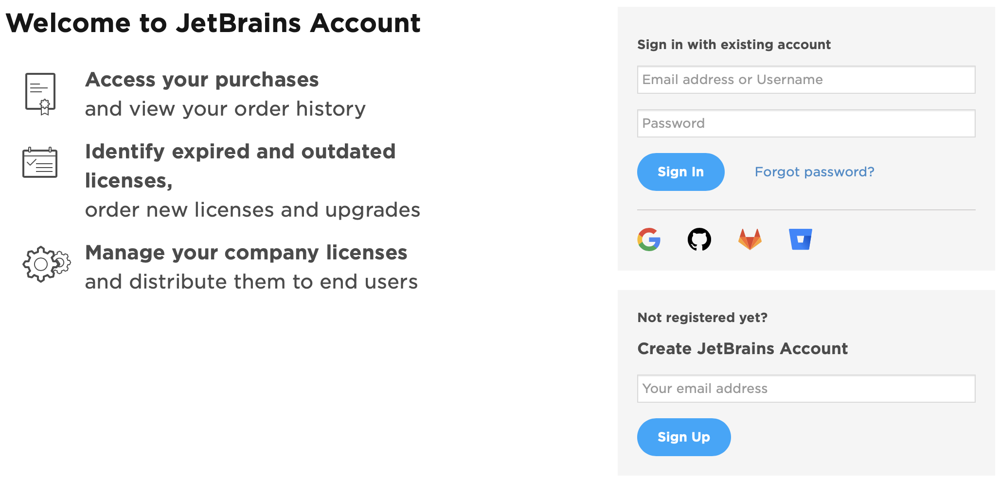 Welcome to JetBrains Account
Access your purchases
and view your order history
Identify expired and outdated
licenses,
order new licenses and upgrades
Manage your company licenses
and distribute them to end users
Sign in with existing account
Email address or Username
Password
Sign In
Forgot password?
Not registered yet?
Create JetBrains Account
Your email address
Sign Up